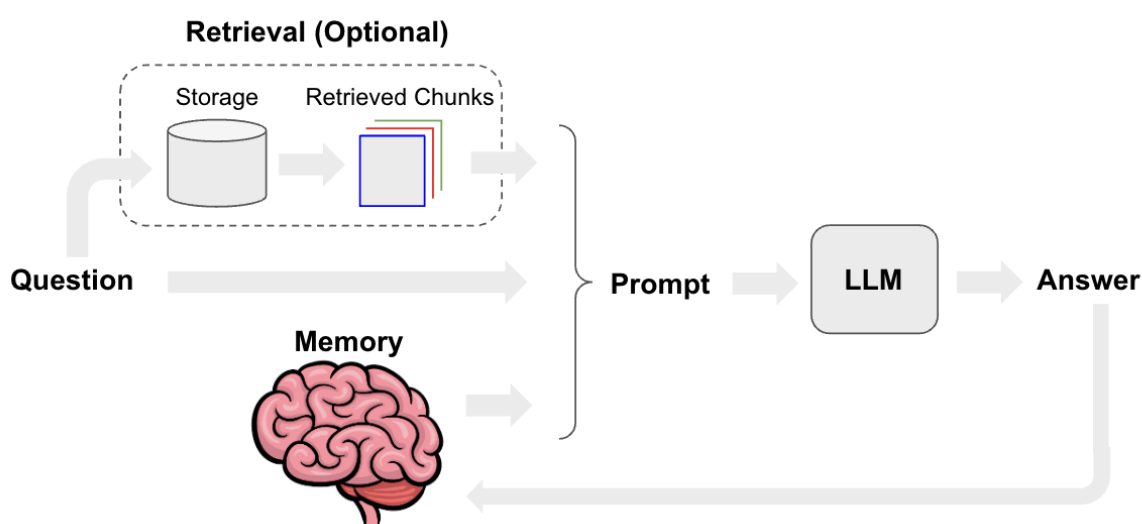 Retrieval (Optional)
Storage
Retrieved Chunks
Question
Prompt
LLM
Answer
Memory